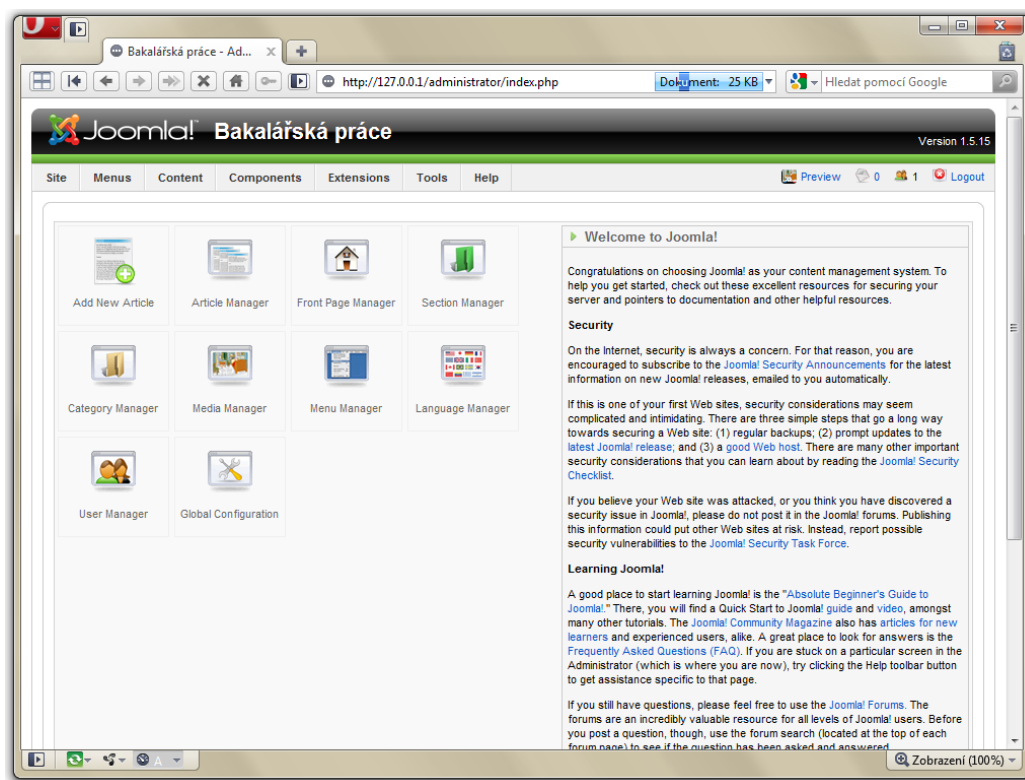 Bakalářská práce - Ad...
http://127.0.0.1/administrator/index.php
Dokument: 25 KB
Hledat pomocí Google
Joomla! Bakalářská práce
Version 1.5.15
Site Menus Content Components Extensions Tools Help
Preview 0 1 Logout
Add New Article
Article Manager
Front Page Manager
Section Manager
Category Manager
Media Manager
Menu Manager
Language Manager
User Manager
Global Configuration
Welcome to Joomla!
Congratulations on choosing Joomla! as your content management system. To
help you get started, check out these excellent resources for securing your
server and pointers to documentation and other helpful resources.
Security
On the Internet, security is always a concern. For that reason, you are
encouraged to subscribe to the Joomla! Security Announcements for the latest
information on new Joomla! releases, emailed to you automatically.
If this is one of your first Web sites, security considerations may seem
complicated and intimidating. There are three simple steps that go a long way
towards securing a Web site: (1) regular backups; (2) prompt updates to the
latest Joomla! release; and (3) a good Web host. There are many other important
security considerations that you can learn about by reading the Joomla! Security
Checklist.
If you believe your Web site was attacked, or you think you have discovered a
security issue in Joomla!, please do not post it in the Joomla! forums. Publishing
this information could put other Web sites at risk. Instead, report possible
security vulnerabilities to the Joomla! Security Task Force.
Learning Joomla!
A good place to start learning Joomla! is the "Absolute Beginner's Guide to
Joomla!." There, you will find a Quick Start to Joomla! guide and video, amongst
many other tutorials. The Joomla! Community Magazine also has articles for new
learners and experienced users, alike. A great place to look for answers is the
Frequently Asked Questions (FAQ). If you are stuck on a particular screen in the
Administrator (which is where you are now), try clicking the Help toolbar button
to get assistance specific to that page.
If you still have questions, please feel free to use the Joomla! Forums. The
forums are an incredibly valuable resource for all levels of Joomla! users. Before
you post a question, though, use the forum search (located at the top of each
forum page) to see if the question has been asked and answered.
Zobrazení (100%)